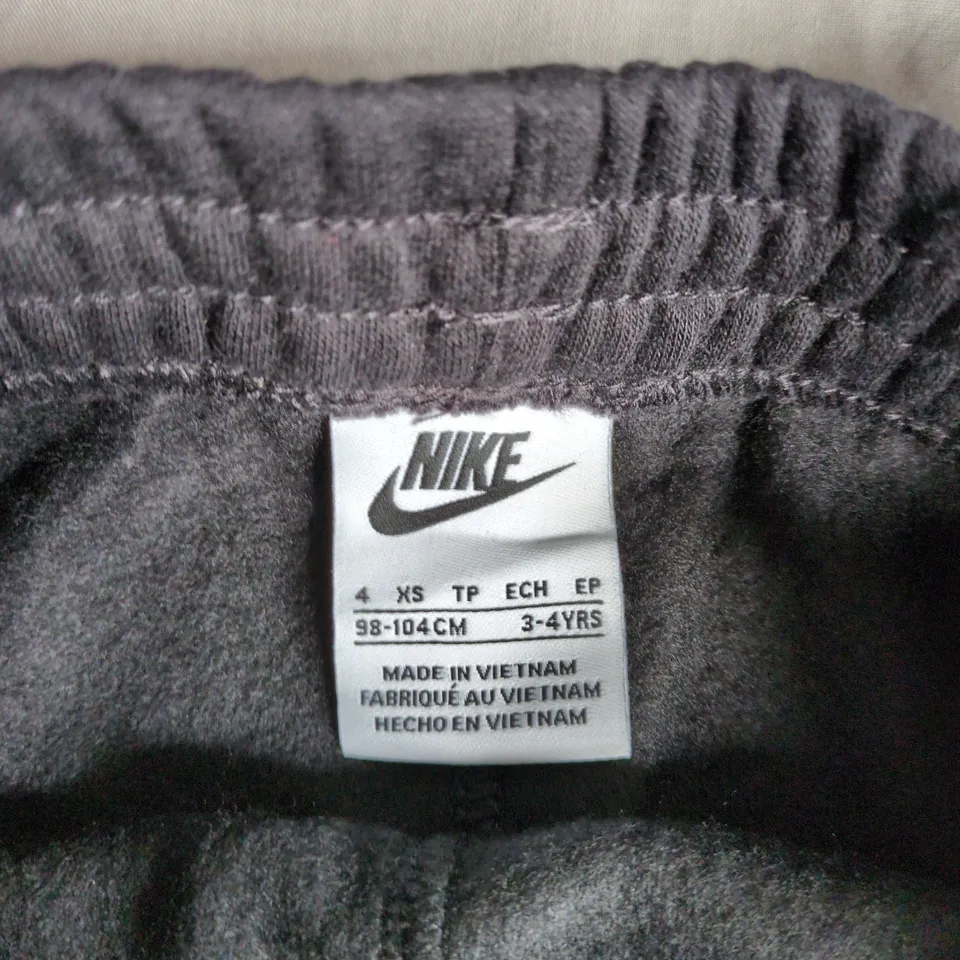 NIKE
4 XS TP ECH EP
98-104CM 3-4YRS
MADE IN VIETNAM
FABRIQUÉ AU VIETNAM
HECHO EN VIETNAM